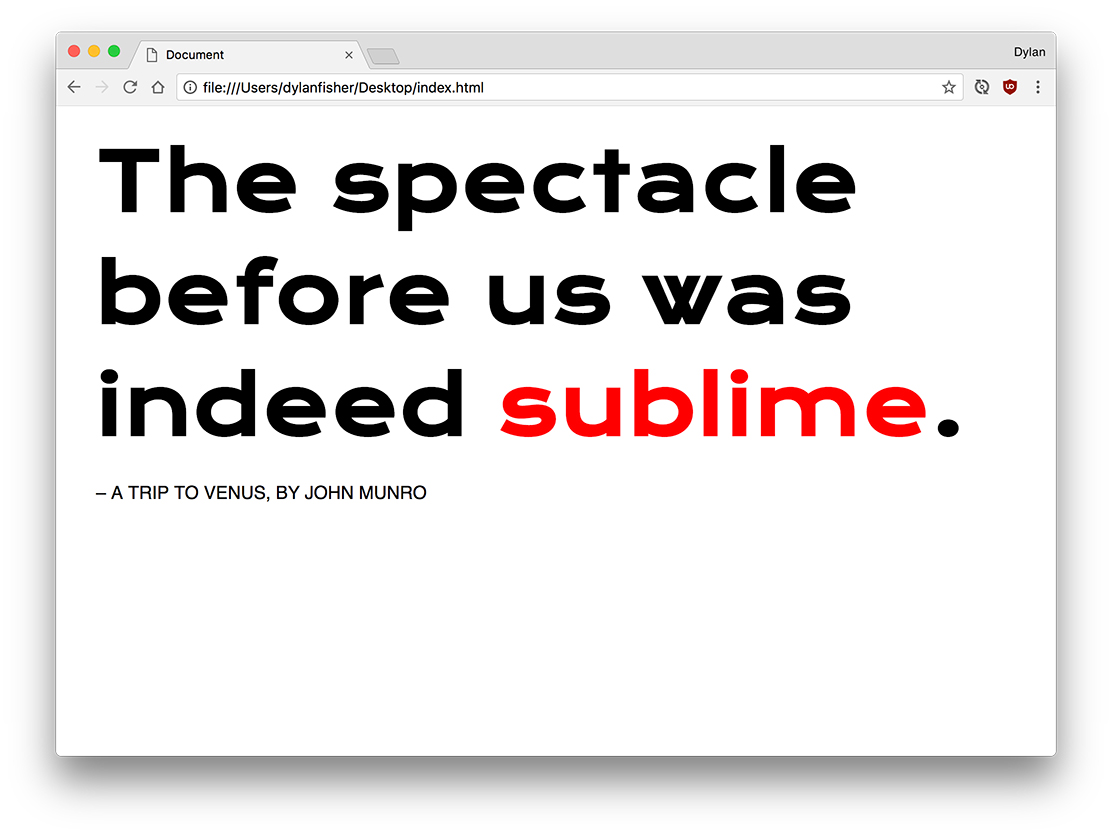 Document
Dylan
file:///Users/dylanfisher/Desktop/index.html
The spectacle
before us was
indeed sublime.
– A TRIP TO VENUS, BY JOHN MUNRO